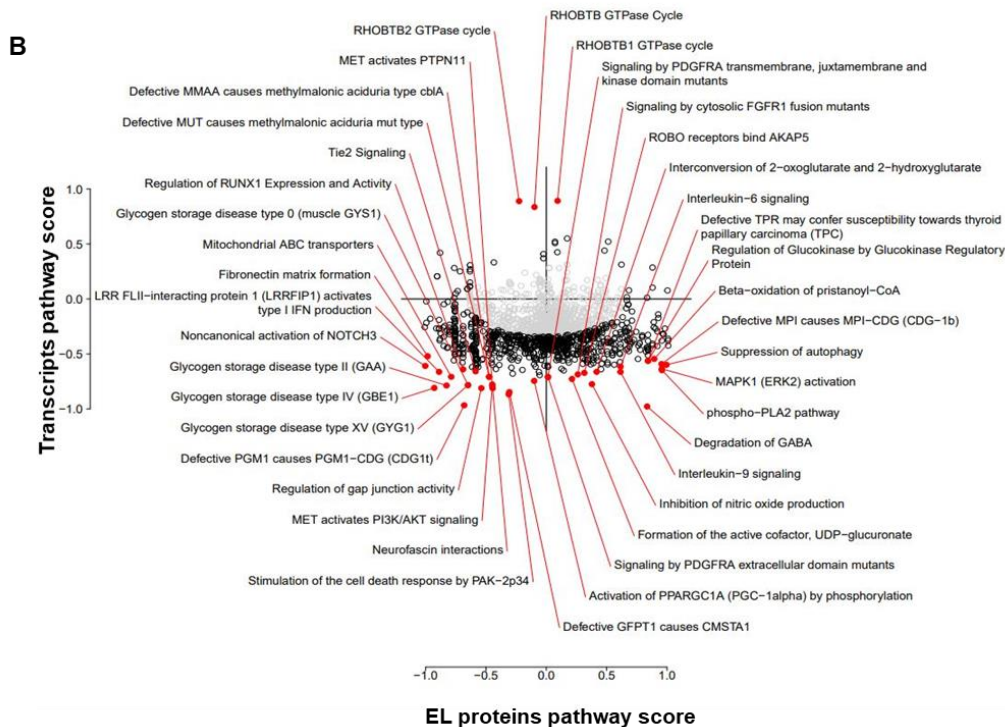 B
RHOBTB GTPase Cycle
RHOBTB2 GTPase cycle
RHOBTB1 GTPase cycle
MET activates PTPN11
Signaling by PDGFRA transmembrane, juxtamembrane and
kinase domain mutants
Defective MMAA causes methylmalonic aciduria type cblA
Signaling by cytosolic FGFR1 fusion mutants
Defective MUT causes methylmalonic aciduria mut type
ROBO receptors bind AKAP5
Tie2 Signaling
Interconversion of 2−oxoglutarate and 2−hydroxyglutarate
Regulation of RUNX1 Expression and Activity
Interleukin−6 signaling
Glycogen storage disease type 0 (muscle GYS1)
Defective TPR may confer susceptibility towards thyroid
papillary carcinoma (TPC)
Mitochondrial ABC transporters
Regulation of Glucokinase by Glucokinase Regulatory
Protein
Fibronectin matrix formation
Beta−oxidation of pristanoyl−CoA
LRR FLII−interacting protein 1 (LRRFIP1) activates
type I IFN production
Defective MPI causes MPI−CDG (CDG−1b)
Noncanonical activation of NOTCH3
Suppression of autophagy
Glycogen storage disease type II (GAA)
MAPK1 (ERK2) activation
Glycogen storage disease type IV (GBE1)
phospho−PLA2 pathway
Glycogen storage disease type XV (GYG1)
Degradation of GABA
Defective PGM1 causes PGM1−CDG (CDG1t)
Interleukin−9 signaling
Regulation of gap junction activity
Inhibition of nitric oxide production
MET activates PI3K/AKT signaling
Formation of the active cofactor, UDP−glucuronate
Neurofascin interactions
Signaling by PDGFRA extracellular domain mutants
Stimulation of the cell death response by PAK−2p34
Activation of PPARGC1A (PGC−1alpha) by phosphorylation
Defective GFPT1 causes CMSTA1
Transcripts pathway score
1.0
0.5
0.0
−0.5
−1.0
−1.0 −0.5 0.0 0.5 1.0
EL proteins pathway score